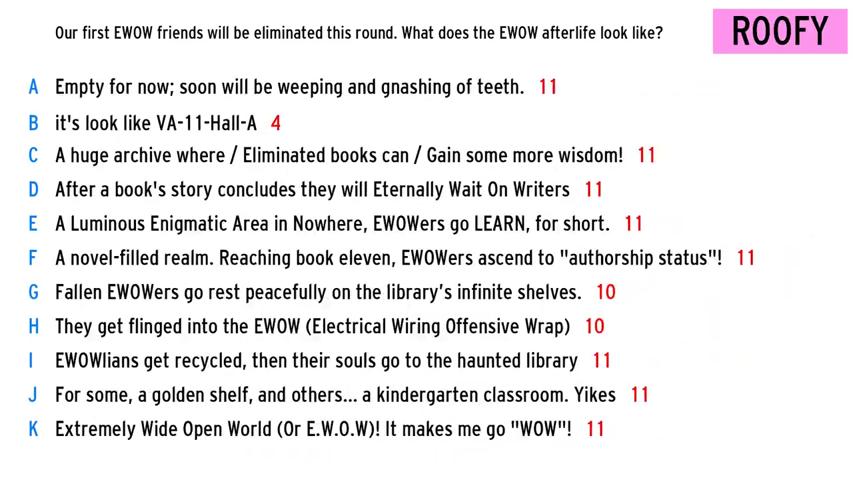 Our first EWOW friends will be eliminated this round. What does the EWOW afterlife look like?
ROOFY
A Empty for now; soon will be weeping and gnashing of teeth. 11
B it's look like VA-11-Hall-A 4
C A huge archive where / Eliminated books can / Gain some more wisdom! 11
D After a book's story concludes they will Eternally Wait On Writers 11
E A Luminous Enigmatic Area in Nowhere, EWOWers go LEARN, for short. 11
F A novel-filled realm. Reaching book eleven, EWOWers ascend to "authorship status"! 11
G Fallen EWOWers go rest peacefully on the library’s infinite shelves. 10
H They get flinged into the EWOW (Electrical Wiring Offensive Wrap) 10
I EWOWlians get recycled, then their souls go to the haunted library 11
J For some, a golden shelf, and others... a kindergarten classroom. Yikes 11
K Extremely Wide Open World (Or E.W.O.W)! It makes me go "WOW"! 11